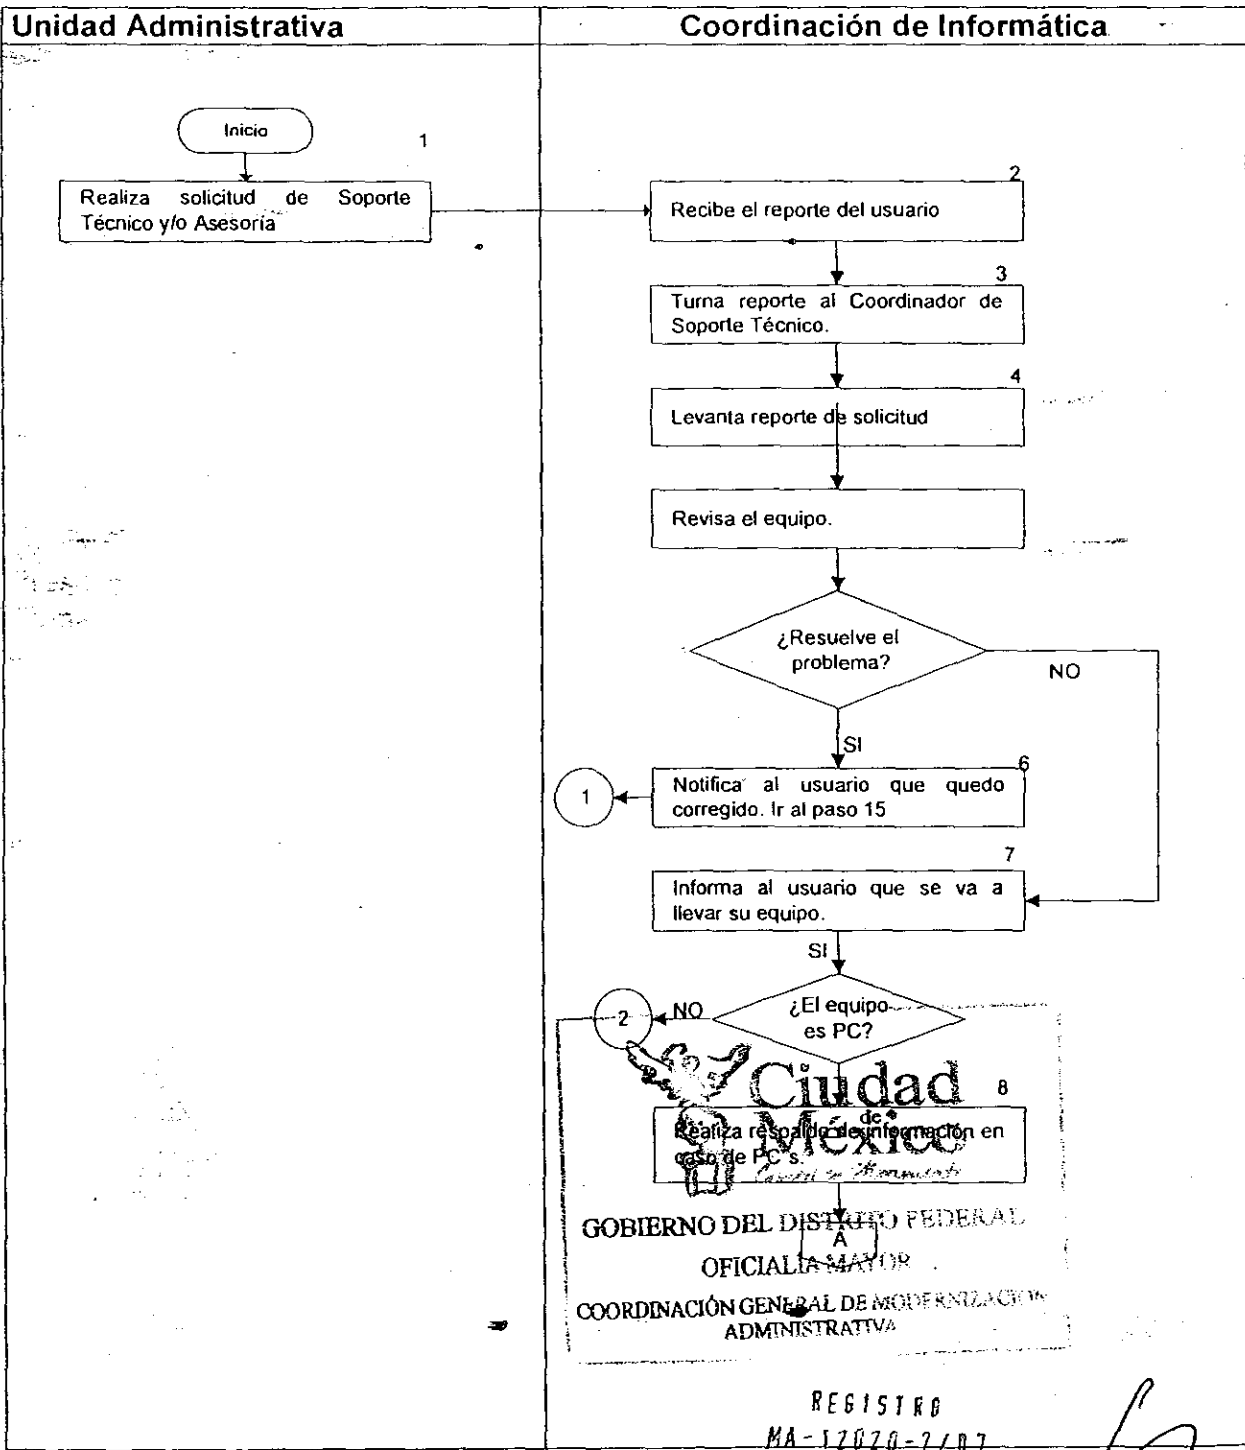 Unidad Administrativa
Coordinación de Informática
Inicio
1
Realiza solicitud de Soporte
Técnico y/o Asesoría
2
Recibe el reporte del usuario
3
Turna reporte al Coordinador de
Soporte Técnico.
4
Levanta reporte de solicitud
Revisa el equipo.
¿Resuelve el
problema?
NO
SI
6
Notifica al usuario que quedo
corregido. Ir al paso 15
1
7
Informa al usuario que se va a
llevar su equipo.
SI
¿El equipo
es PC?
NO
2
8
Realiza respaldo de información en
caso de PC's.
A
Ciudad
de
México
GOBIERNO DEL DISTRITO FEDERAL
OFICIALÍA MAYOR
COORDINACIÓN GENERAL DE MODERNIZACIÓN
ADMINISTRATIVA
REGISTRO